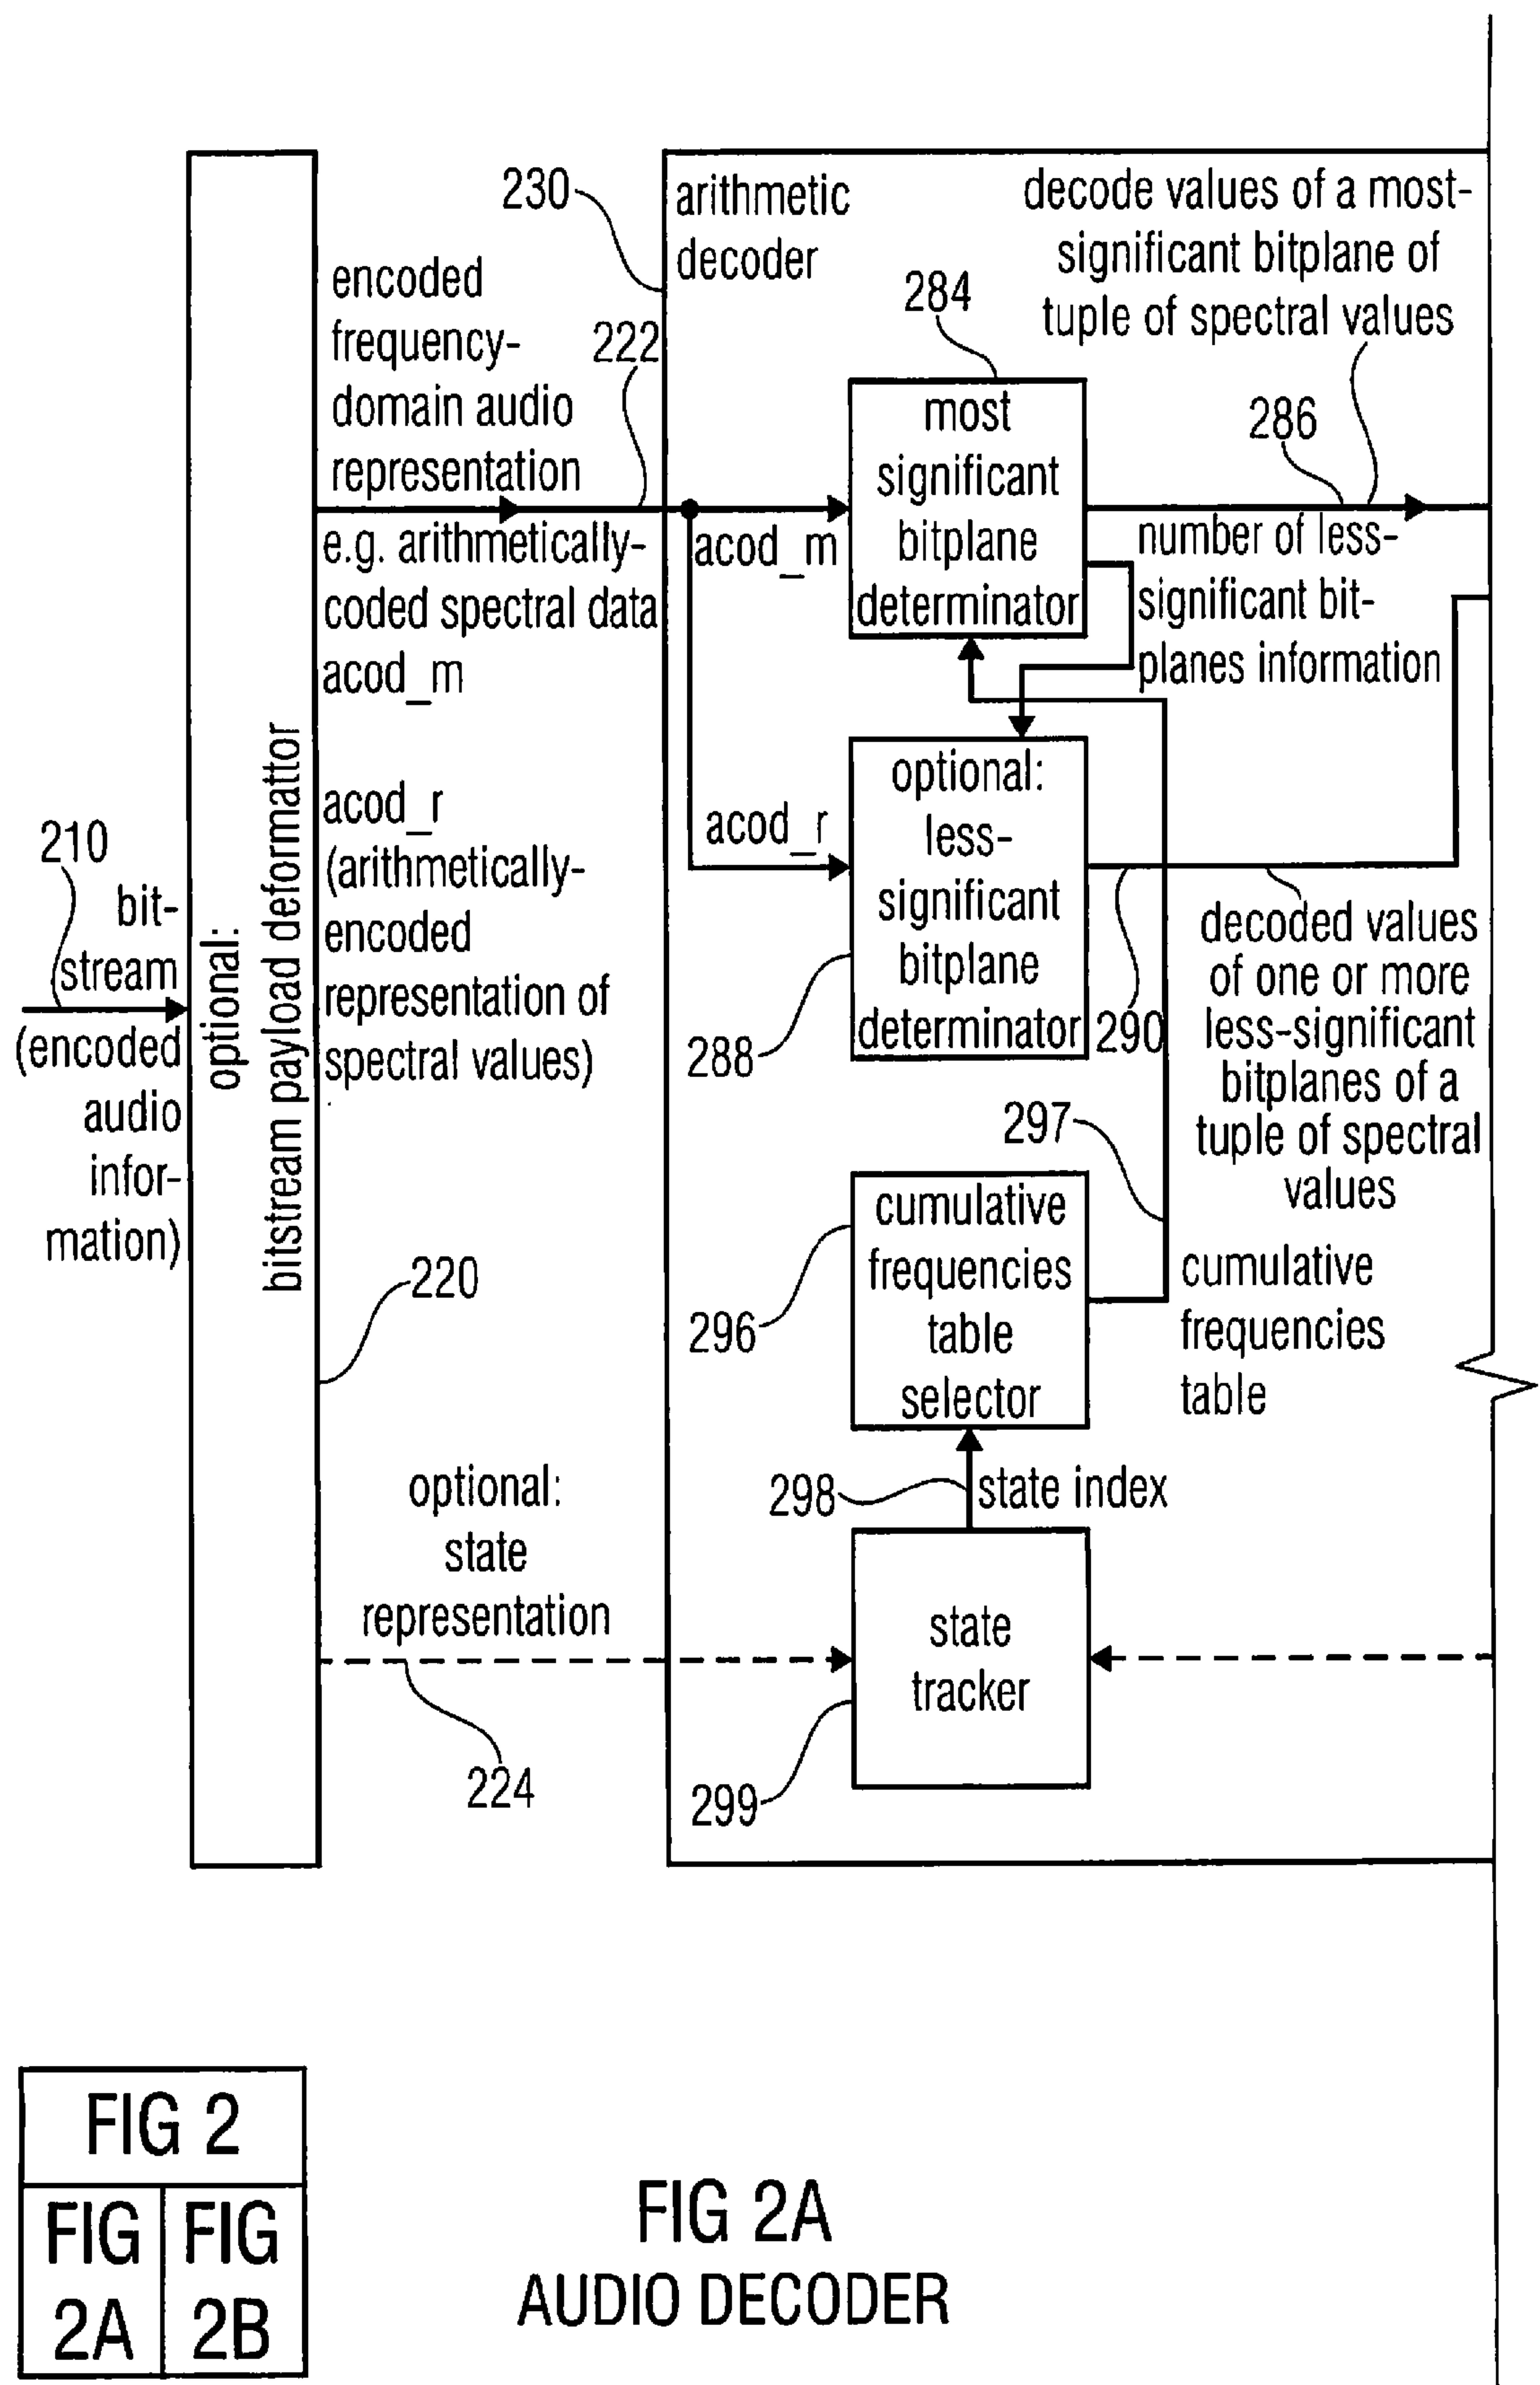 230
arithmetic
decoder
decode values of a most-
significant bitplane of
tuple of spectral values
encoded
frequency-
domain audio
representation
222
284
most
significant
bitplane
determinator
286
e.g. arithmetically-
coded spectral data
acod_m
acod_m
number of less-
significant bit-
planes information
acod_r
(arithmetically-
encoded
representation of
spectral values)
acod_r
optional:
less-
significant
bitplane
determinator
288
290
decoded values
of one or more
less-significant
bitplanes of a
tuple of spectral
values
210
bit-
stream
(encoded
audio
infor-
mation)
optional:
bitstream payload deformattor
220
297
cumulative
frequencies
table
selector
296
cumulative
frequencies
table
298
state index
optional:
state
representation
224
state
tracker
299
FIG 2
FIG
2A
FIG
2B
FIG 2A
AUDIO DECODER